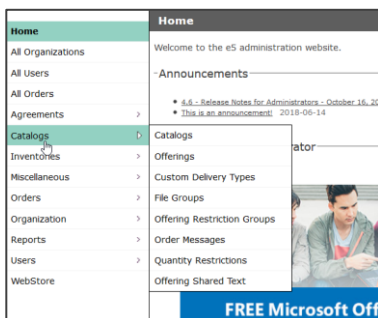 Home
Home
All Organizations
All Users
All Orders
Agreements
Catalogs
Inventories
Miscellaneous
Orders
Organization
Reports
Users
WebStore
Welcome to the e5 administration website.
Announcements
4.6 - Release Notes for Administrators - October 16, 20
This is an announcement! 2018-06-14
rator
Catalogs
Offerings
Custom Delivery Types
File Groups
Offering Restriction Groups
Order Messages
Quantity Restrictions
Offering Shared Text
FREE Microsoft Off